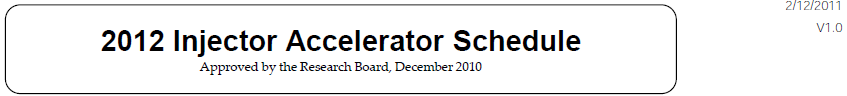 2/12/2011
2012 Injector Accelerator Schedule
V1.0
Approved by the Research Board, December 2010